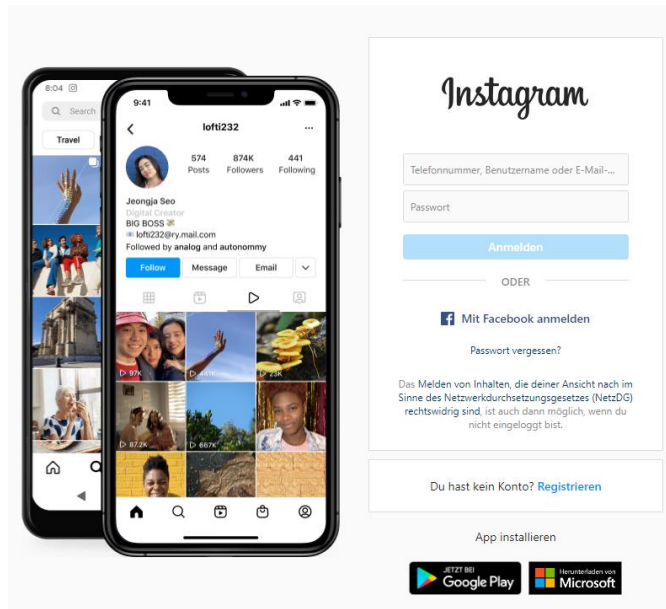 8:04
Search
Travel
9:41
lofti232
574 874K 441
Posts Followers Following
Jeongja Seo
Digital Creator
BIG BOSS
lofti232@ry.mail.com
Followed by analog and autonommy
Follow Message Email
97K 441K 23K
87.2K 667K
Instagram
Telefonnummer, Benutzername oder E-Mail-...
Passwort
Anmelden
ODER
Mit Facebook anmelden
Passwort vergessen?
Das Melden von Inhalten, die deiner Ansicht nach im
Sinne des Netzwerkdurchsetzungsgesetzes (NetzDG)
rechtswidrig sind, ist auch dann möglich, wenn du
nicht eingeloggt bist.
Du hast kein Konto? Registrieren
App installieren
JETZT BEI
Google Play
Herunterladen von
Microsoft